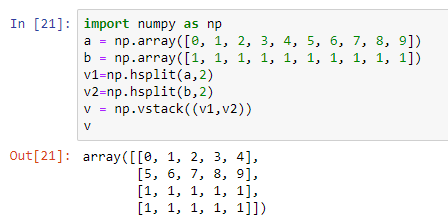 In [21]: import numpy as np
a = np.array([0, 1, 2, 3, 4, 5, 6, 7, 8, 9])
b = np.array([1, 1, 1, 1, 1, 1, 1, 1, 1, 1])
v1=np.hsplit(a,2)
v2=np.hsplit(b,2)
v = np.vstack((v1,v2))
v
Out[21]: array([[0, 1, 2, 3, 4],
[5, 6, 7, 8, 9],
[1, 1, 1, 1, 1],
[1, 1, 1, 1, 1]])